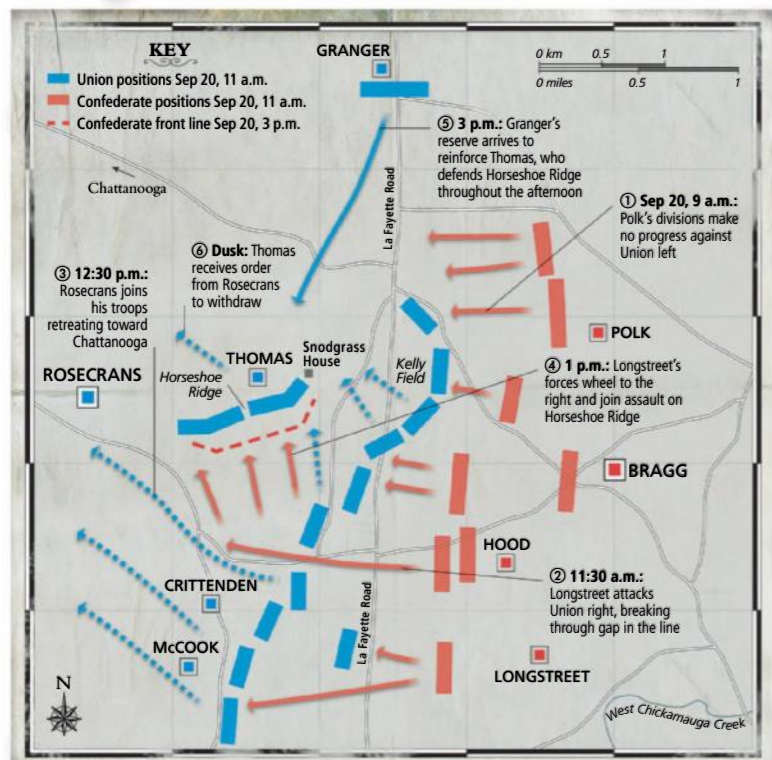 KEY
Union positions Sep 20, 11 a.m.
Confederate positions Sep 20, 11 a.m.
Confederate front line Sep 20, 3 p.m.
GRANGER
0 km 0.5 1
0 miles 0.5 1
⑤ 3 p.m.: Granger’s
reserve arrives to
reinforce Thomas, who
defends Horseshoe Ridge
throughout the afternoon
Chattanooga
La Fayette Road
① Sep 20, 9 a.m.:
Polk’s divisions make
no progress against
Union left
⑥ Dusk: Thomas
receives order
from Rosecrans
to withdraw
③ 12:30 p.m.:
Rosecrans joins
his troops
retreating toward
Chattanooga
POLK
Snodgrass
House
THOMAS
Kelly
Field
ROSECRANS
Horseshoe
Ridge
④ 1 p.m.: Longstreet’s
forces wheel to the
right and join assault on
Horseshoe Ridge
BRAGG
HOOD
② 11:30 a.m.:
Longstreet attacks
Union right, breaking
through gap in the line
CRITTENDEN
La Fayette Road
McCOOK
LONGSTREET
N
West Chickamauga Creek